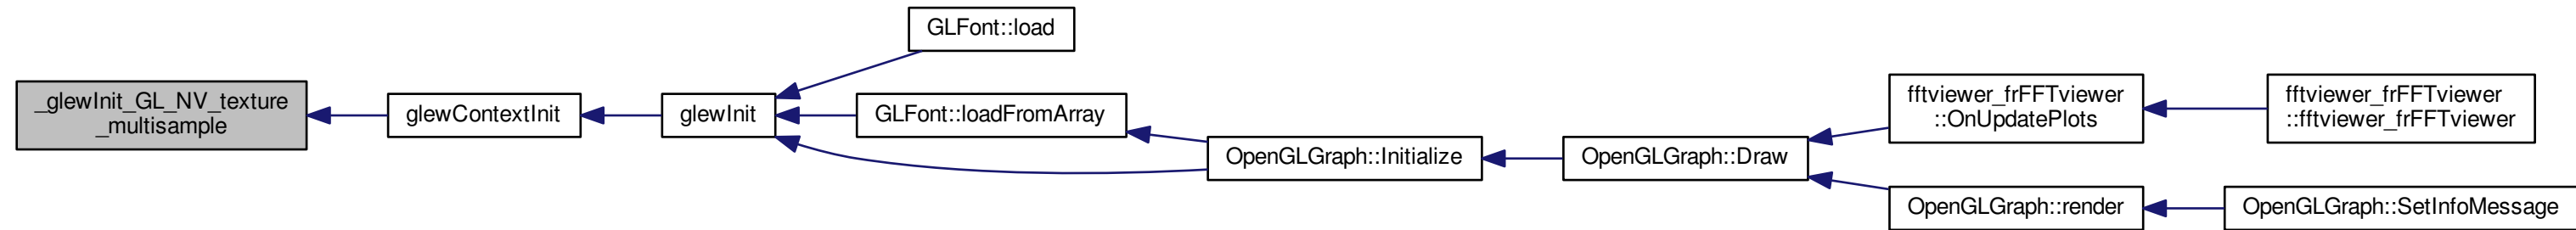 _glewInit_GL_NV_texture
_multisample
glewContextInit
glewInit
GLFont::load
GLFont::loadFromArray
OpenGLGraph::Initialize
OpenGLGraph::Draw
fftviewer_frFFTviewer
::OnUpdatePlots
fftviewer_frFFTviewer
::fftviewer_frFFTviewer
OpenGLGraph::render
OpenGLGraph::SetInfoMessage